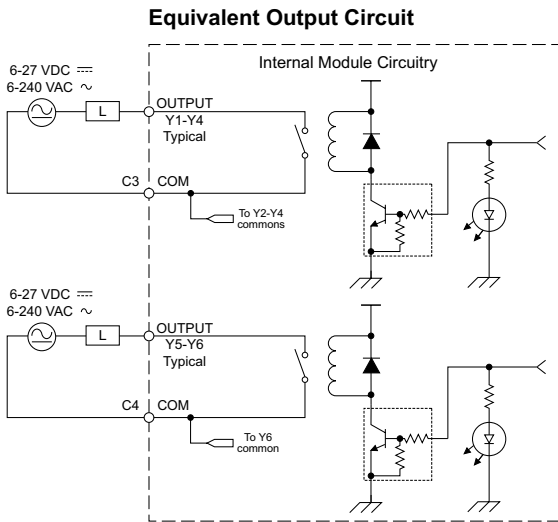 Equivalent Output Circuit
Internal Module Circuitry
6-27 VDC
6-240 VAC ~
L
OUTPUT
Y1-Y4
Typical
C3
COM
To Y2-Y4
commons
6-27 VDC
6-240 VAC ~
L
OUTPUT
Y5-Y6
Typical
C4
COM
To Y6
common